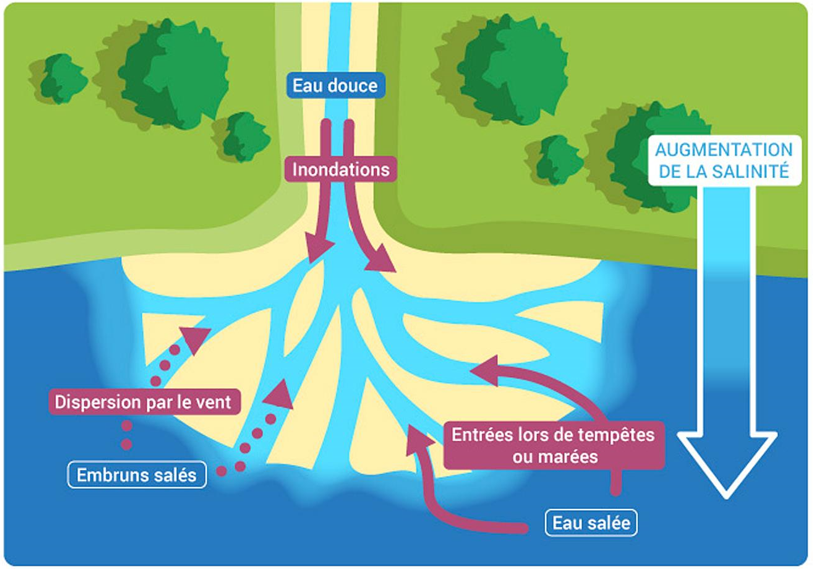 Eau douce
Inondations
AUGMENTATION
DE LA SALINITÉ
Dispersion par le vent
Entrées lors de tempêtes
ou marées
Embruns salés
Eau salée